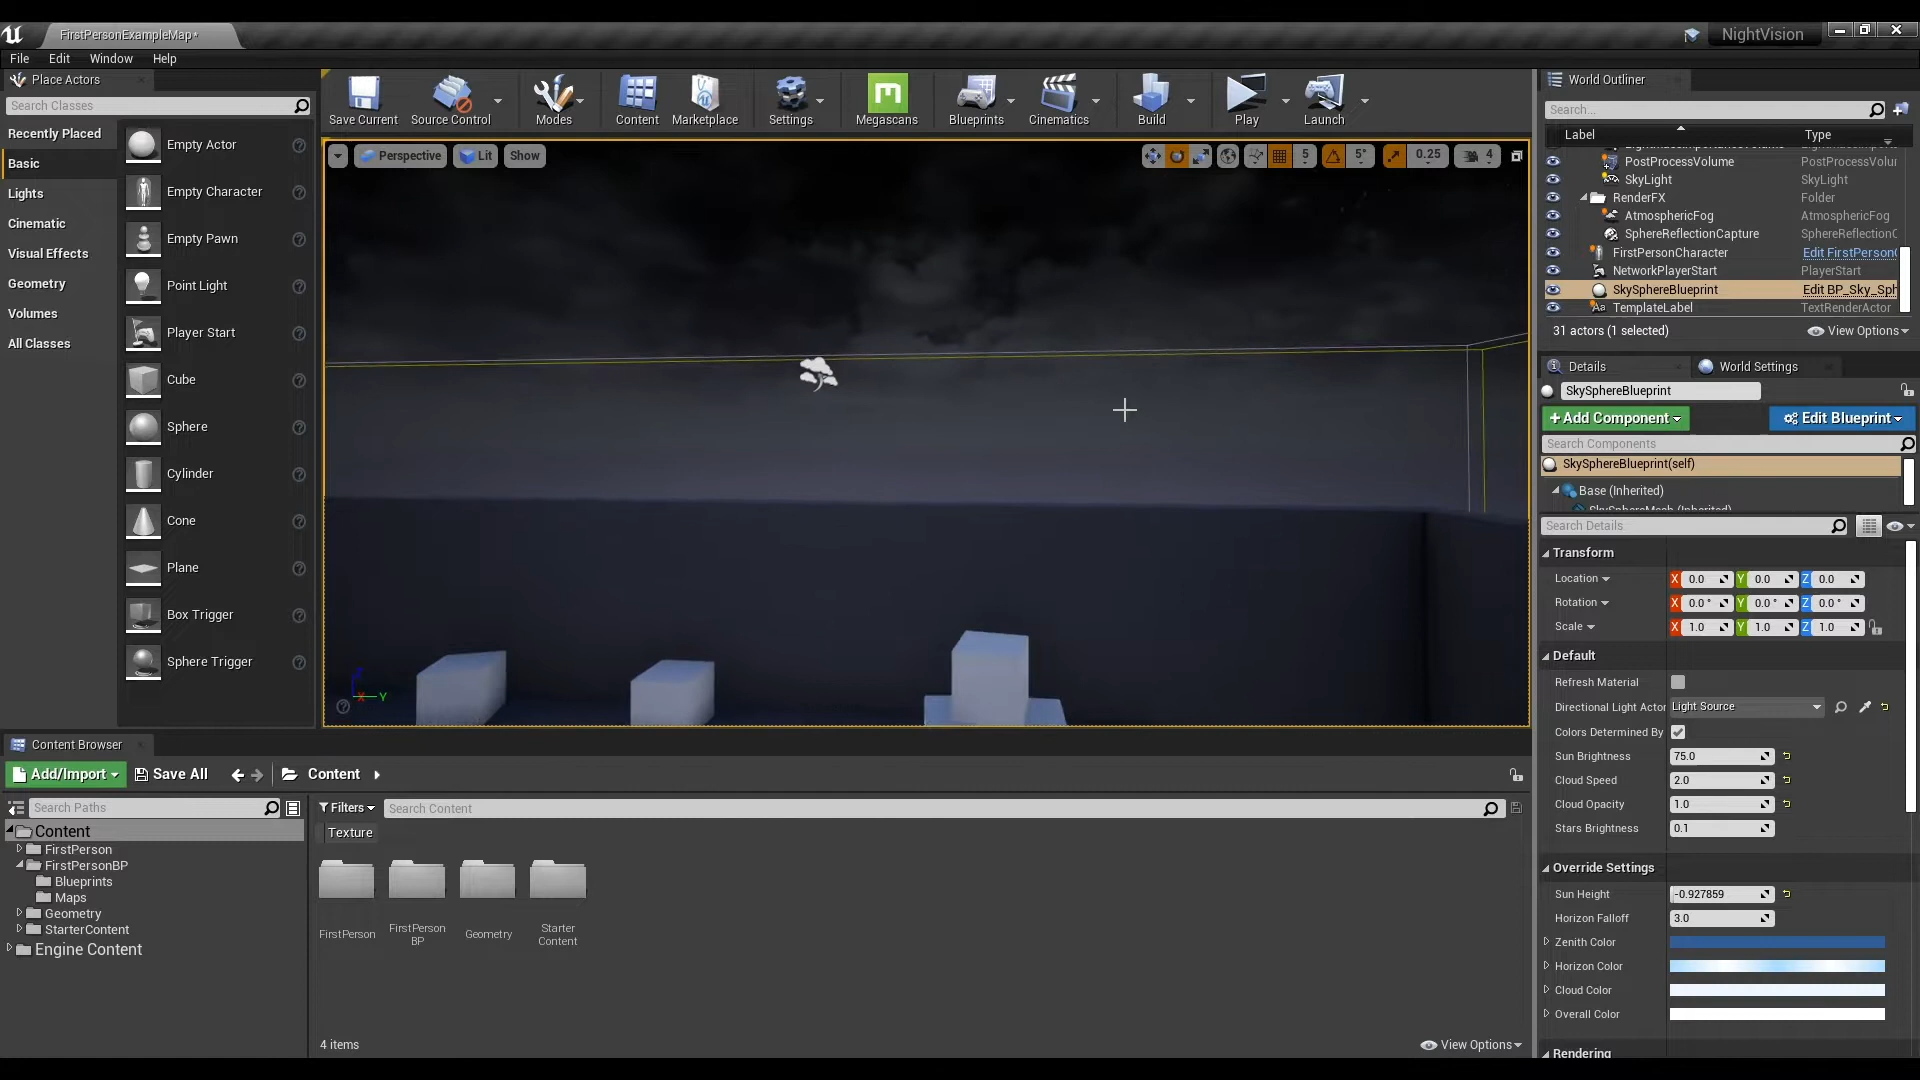 FirstPersonExampleMap*
NightVision
File Edit Window Help
Place Actors
Search Classes
Recently Placed
Basic
Lights
Cinematic
Visual Effects
Geometry
Volumes
All Classes
Empty Actor
Empty Character
Empty Pawn
Point Light
Player Start
Cube
Sphere
Cylinder
Cone
Plane
Box Trigger
Sphere Trigger
Save Current Source Control Modes Content Marketplace Settings Megascans Blueprints Cinematics Build Play Launch
Perspective Lit Show
5 5° 0.25 4
X Y
World Outliner
Search...
Label Type
PostProcessVolume PostProcessVolu
SkyLight SkyLight
RenderFX Folder
AtmosphericFog AtmosphericFog
SphereReflectionCapture SphereReflectionC
FirstPersonCharacter Edit FirstPersonC
NetworkPlayerStart PlayerStart
SkySphereBlueprint Edit BP_Sky_Sph
TemplateLabel TextRenderActor
31 actors (1 selected) View Options
Details World Settings
SkySphereBlueprint
+Add Component Edit Blueprint
Search Components
SkySphereBlueprint(self)
Base (Inherited)
SkySphereMesh (Inherited)
Search Details
Transform
Location X 0.0 Y 0.0 Z 0.0
Rotation X 0.0 ° Y 0.0 ° Z 0.0 °
Scale X 1.0 Y 1.0 Z 1.0
Default
Refresh Material
Directional Light Actor Light Source
Colors Determined By
Sun Brightness 75.0
Cloud Speed 2.0
Cloud Opacity 1.0
Stars Brightness 0.1
Override Settings
Sun Height -0.927859
Horizon Falloff 3.0
Zenith Color
Horizon Color
Cloud Color
Overall Color
Rendering
Content Browser
Add/Import Save All Content
Search Paths
Content
FirstPerson
FirstPersonBP
Blueprints
Maps
Geometry
StarterContent
Engine Content
Filters Search Content
Texture
FirstPerson
FirstPerson
BP
Geometry
Starter
Content
4 items View Options